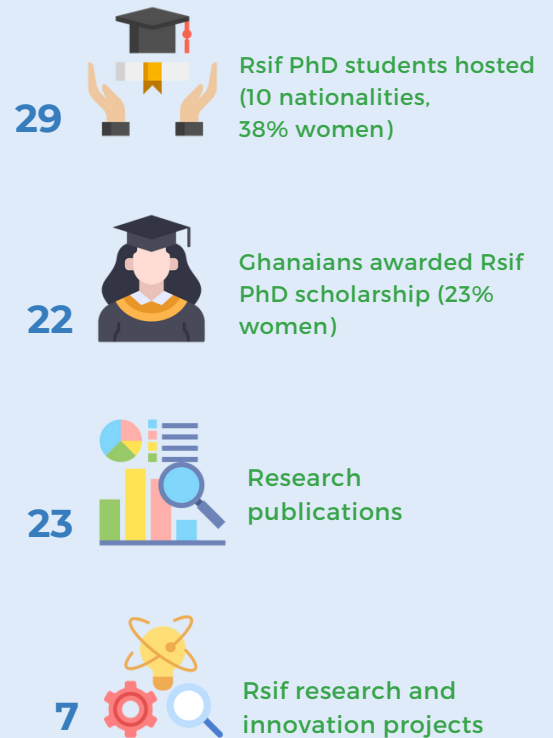 29
Rsif PhD students hosted
(10 nationalities,
38% women)
22
Ghanaians awarded Rsif
PhD scholarship (23%
women)
23
Research
publications
7
Rsif research and
innovation projects